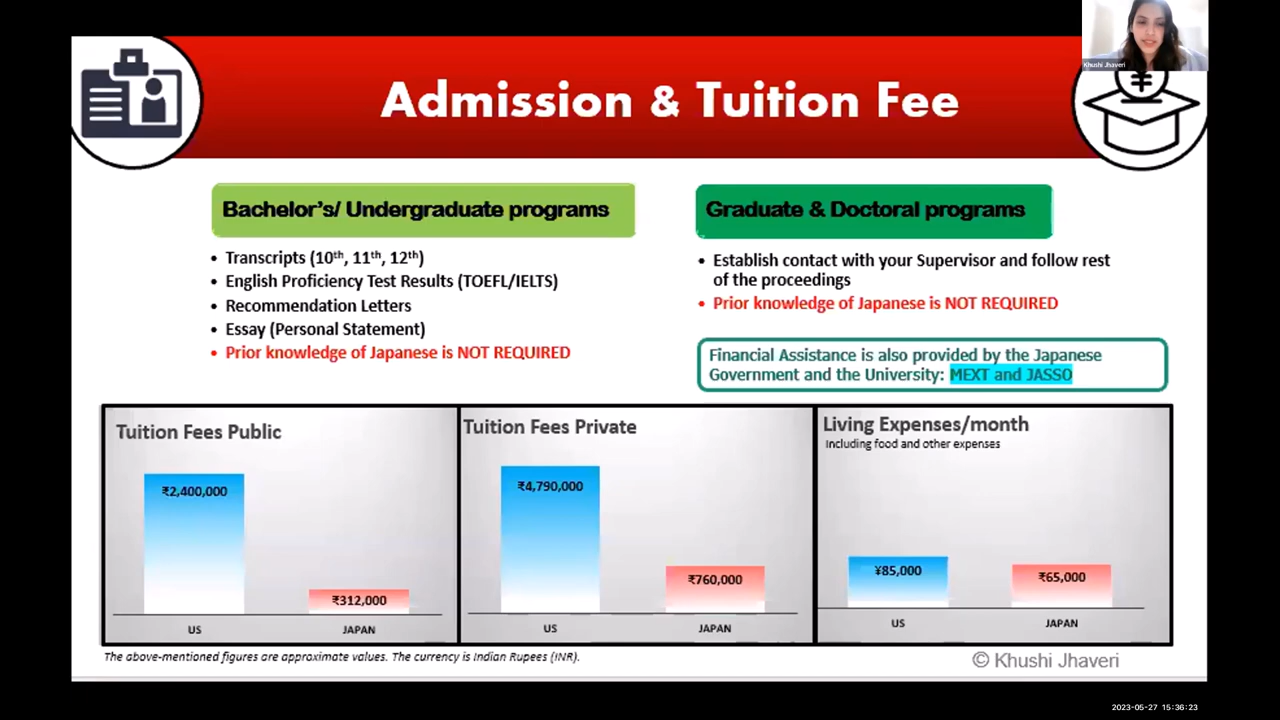 Khushi Jhaveri
¥
Admission & Tuition Fee
Bachelor's/ Undergraduate programs
• Transcripts (10th, 11th, 12th)
• English Proficiency Test Results (TOEFL/IELTS)
• Recommendation Letters
• Essay (Personal Statement)
• Prior knowledge of Japanese is NOT REQUIRED
Graduate & Doctoral programs
• Establish contact with your Supervisor and follow rest
of the proceedings
• Prior knowledge of Japanese is NOT REQUIRED
Financial Assistance is also provided by the Japanese
Government and the University: MEXT and JASSO
Tuition Fees Public
₹2,400,000
₹312,000
US
JAPAN
Tuition Fees Private
₹4,790,000
₹760,000
US
JAPAN
Living Expenses/month
Including food and other expenses
¥85,000
₹65,000
US
JAPAN
The above-mentioned figures are approximate values. The currency is Indian Rupees (INR).
© Khushi Jhaveri
2023-05-27 15:36:23